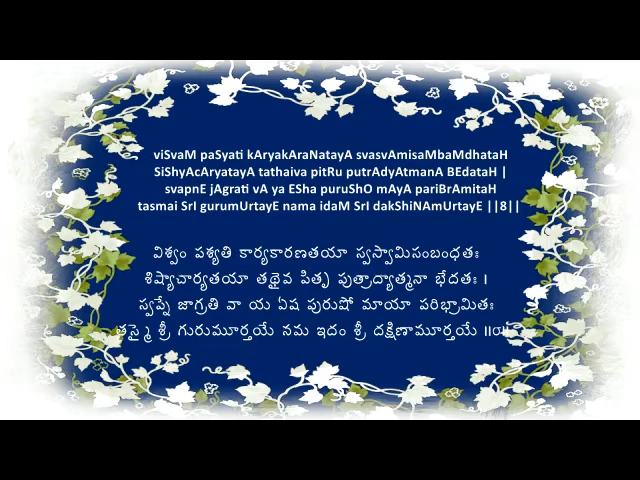 viSvaM paSyati kAryakAraNatayA svasvAmisaMbaMdhataH
SiShyAcAryatayA tathaiva pitRu putrAdyAtmanA BEdataH |
svapnE jAgrati vA ya ESha puruShO mAyA pariBrAmitaH
tasmai SrI gurumUrtayE nama idaM SrI dakShiNAmUrtayE ||8||
విశ్వం పశ్యతి కార్యకారణతయా స్వస్వామిసంబంధతః
శిష్యాచార్యతయా తథైవ పితృ పుత్రాద్యాత్మనా భేదతః ।
స్వప్నే జాగ్రతి వా య ఏష పురుషో మాయా పరిభ్రామితః
తస్మై శ్రీ గురుమూర్తయే నమ ఇదం శ్రీ దక్షిణామూర్తయే